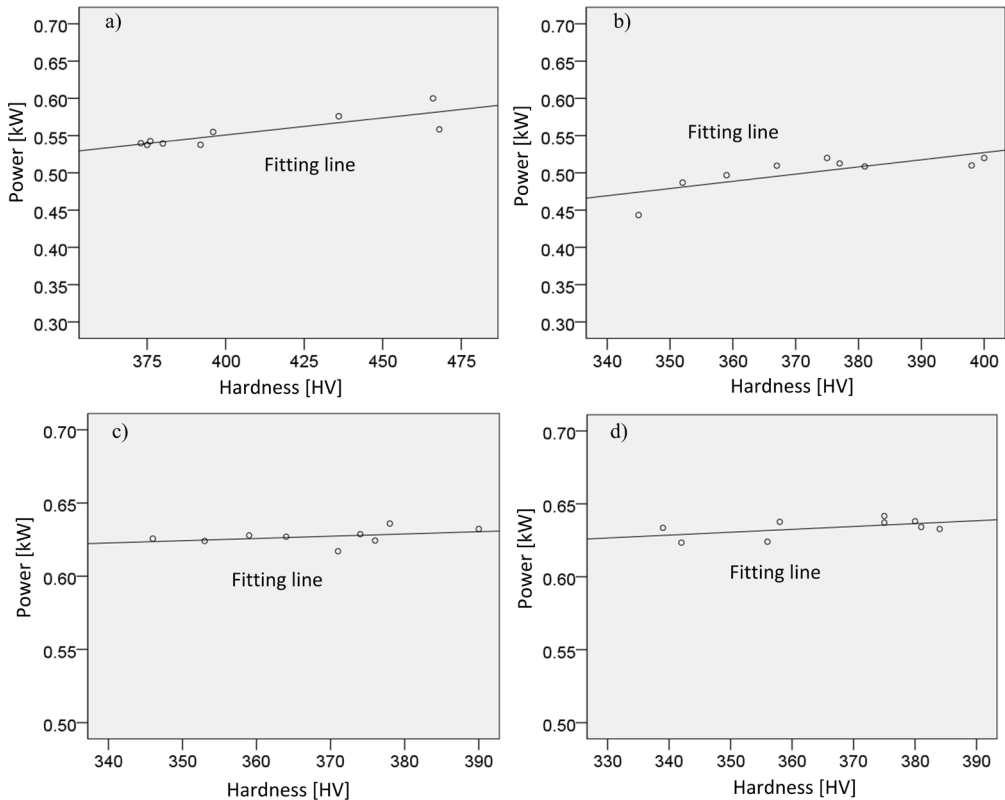 a)
0.70
0.65
0.60
0.55
0.50
0.45
0.40
0.35
0.30
Power [kW]
Fitting line
375 400 425 450 475
Hardness [HV]
b)
0.70
0.65
0.60
0.55
0.50
0.45
0.40
0.35
0.30
Power [kW]
Fitting line
340 350 360 370 381 390 400
Hardness [HV]
c)
0.70
0.65
0.60
0.55
0.50
Power [kW]
Fitting line
340 350 360 370 380 390
Hardness [HV]
d)
0.70
0.65
0.60
0.55
0.50
Power [kW]
Fitting line
330 340 350 360 370 380 390
Hardness [HV]